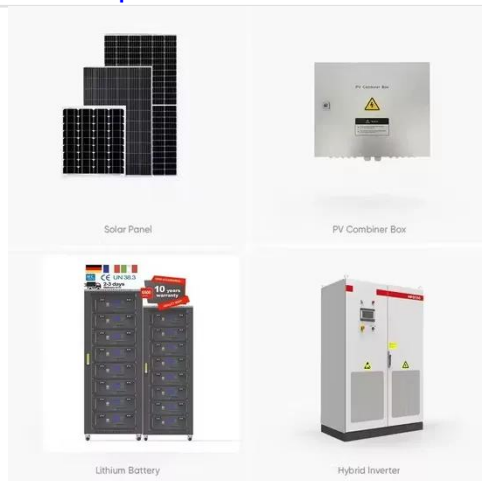 PV Combiner Box
Solar Panel
PV Combiner Box
CE UN38.3
2-3 days
10 years
warranty
Lithium Battery
Hybrid Inverter